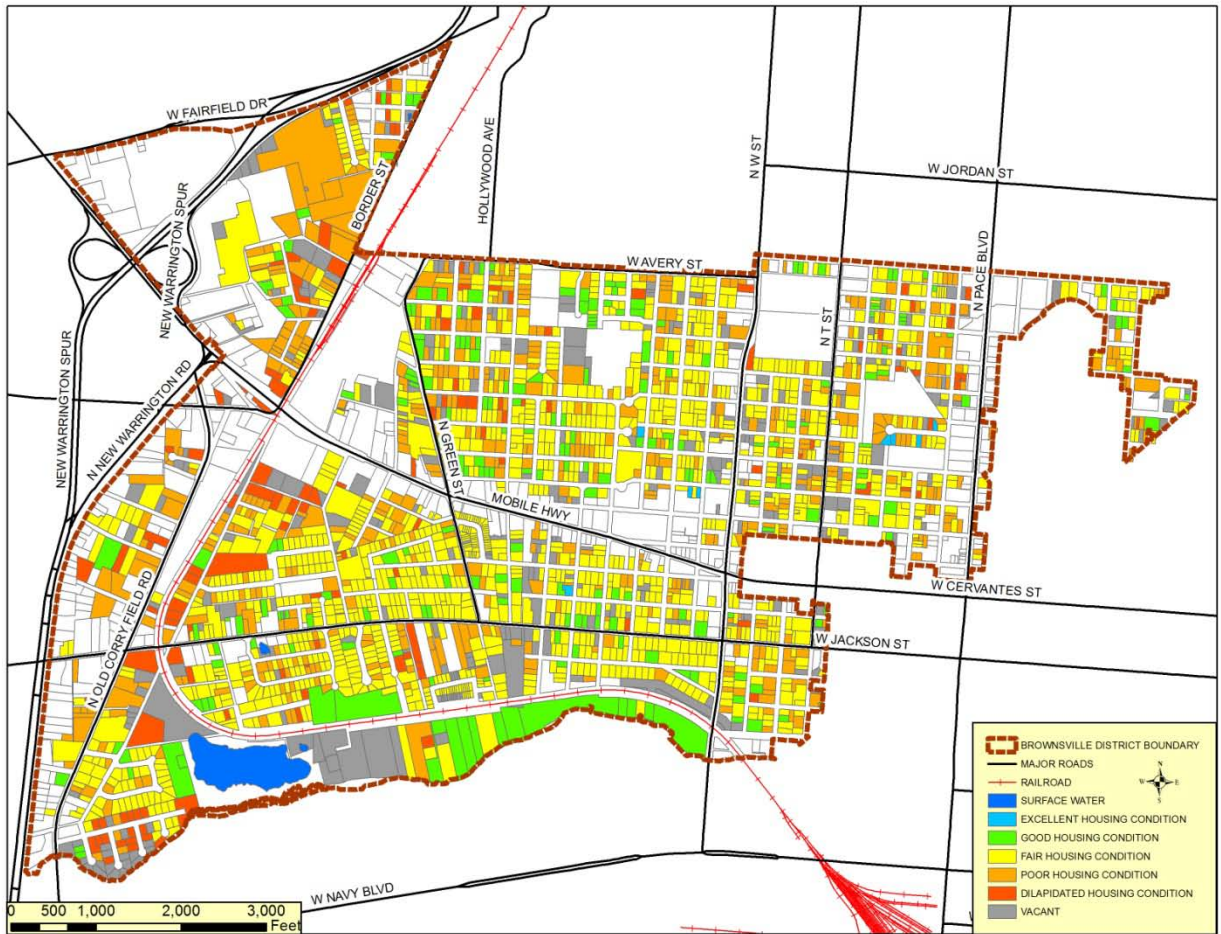 W FAIRFIELD DR
BORDER ST
HOLLYWOOD AVE
N W ST
W JORDAN ST
NEW WARRINGTON SPUR
N PACE BLVD
W AVERY ST
N T ST
NEW WARRINGTON SPUR
N NEW WARRINGTON RD
N GREEN ST
MOBILE HWY
N OLD CORRY FIELD RD
W CERVANTES ST
W JACKSON ST
W NAVY BLVD
W
BROWNSVILLE DISTRICT BOUNDARY
MAJOR ROADS
RAILROAD
SURFACE WATER
EXCELLENT HOUSING CONDITION
GOOD HOUSING CONDITION
FAIR HOUSING CONDITION
POOR HOUSING CONDITION
DILAPIDATED HOUSING CONDITION
VACANT
N
W E
S
0 500 1,000 2,000 3,000
Feet